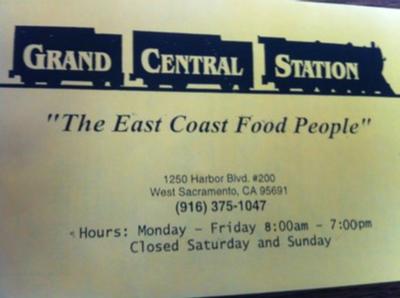 GRAND CENTRAL STATION
"The East Coast Food People"
1250 Harbor Blvd. #200
West Sacramento, CA 95691
(916) 375-1047
Hours: Monday - Friday 8:00am - 7:00pm
Closed Saturday and Sunday